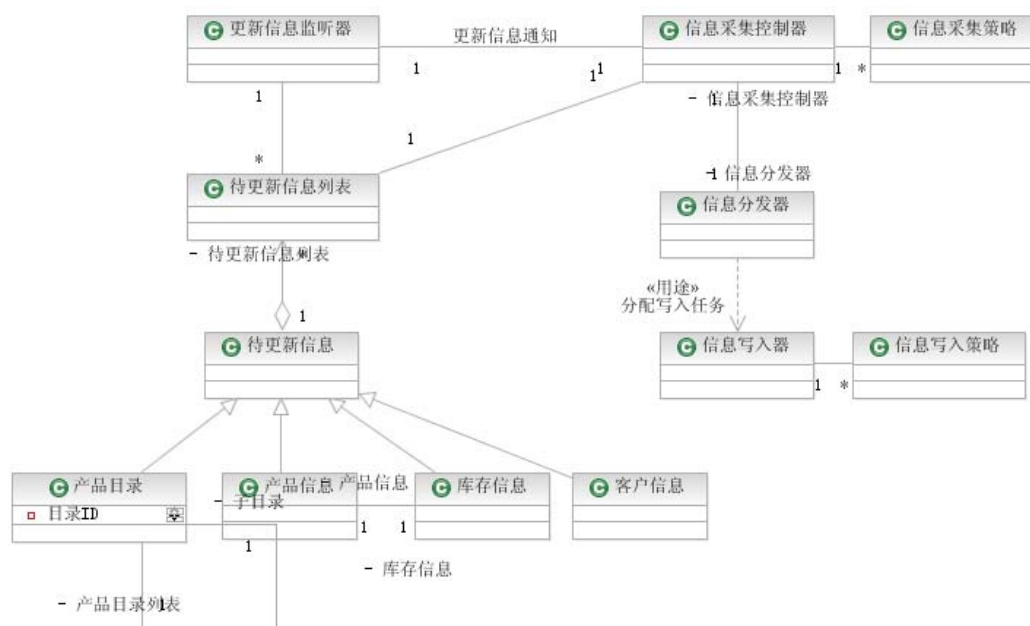 更新信息监听器
更新信息通知
信息采集控制器
信息采集策略
1
1
1
1
*
1
- 信息采集控制器
1
1
*
待更新信息列表
-1 信息分发器
信息分发器
- 待更新信息列表
«用途»
分配写入任务
1
待更新信息
信息写入器
信息写入策略
1
*
产品目录
产品信息
- 产品信息
库存信息
客户信息
目录ID
- 子目录
1
1
1
- 库存信息
- 产品目录列表
1